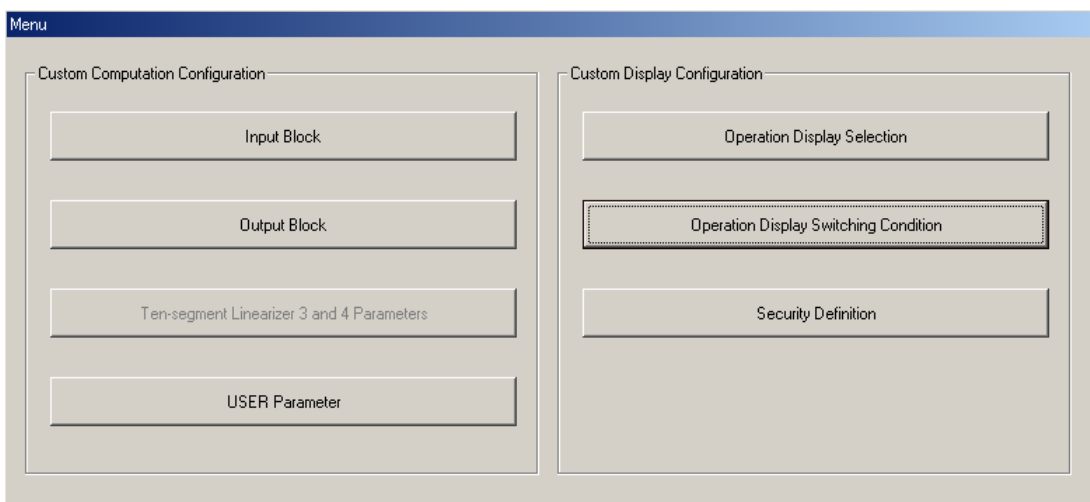 Menu
Custom Computation Configuration
Input Block
Output Block
Ten-segment Linearizer 3 and 4 Parameters
USER Parameter
Custom Display Configuration
Operation Display Selection
Operation Display Switching Condition
Security Definition